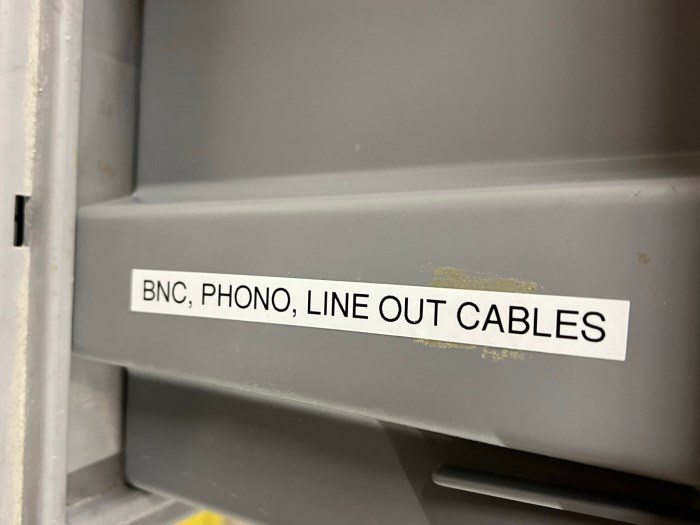 BNC, PHONO, LINE OUT CABLES